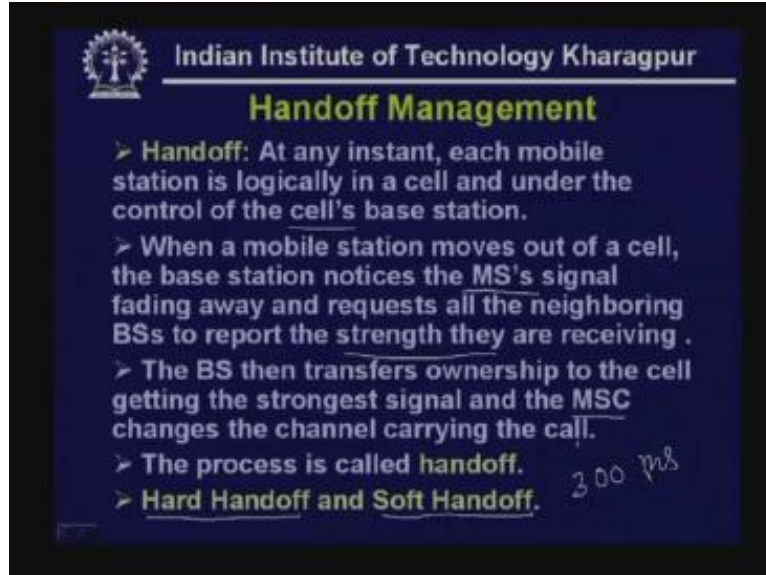 Indian Institute of Technology Kharagpur
Handoff Management
➢ Handoff: At any instant, each mobile
station is logically in a cell and under the
control of the cell's base station.
➢ When a mobile station moves out of a cell,
the base station notices the MS's signal
fading away and requests all the neighboring
BSs to report the strength they are receiving .
➢ The BS then transfers ownership to the cell
getting the strongest signal and the MSC
changes the channel carrying the call.
➢ The process is called handoff.
300 ms
➢ Hard Handoff and Soft Handoff.